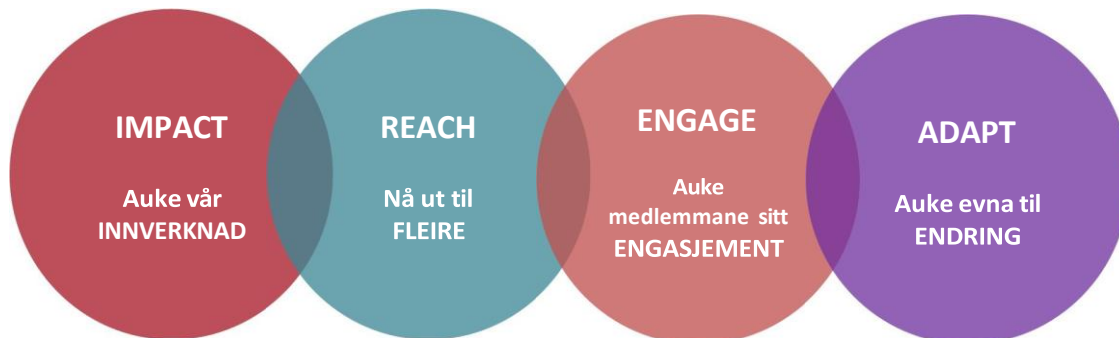 IMPACT
Auke vår
INNVERKNAD
REACH
Nå ut til
FLEIRE
ENGAGE
Auke
medlemmane sitt
ENGASJEMENT
ADAPT
Auke evna til
ENDRING